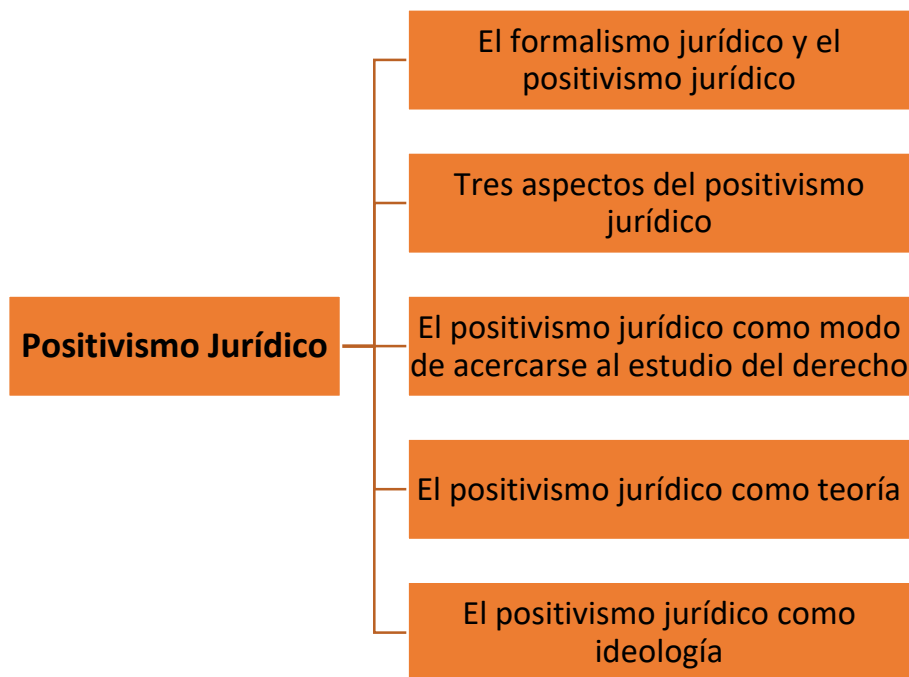 Positivismo Jurídico
El formalismo jurídico y el
positivismo jurídico
Tres aspectos del positivismo
jurídico
El positivismo jurídico como modo
de acercarse al estudio del derecho
El positivismo jurídico como teoría
El positivismo jurídico como
ideología